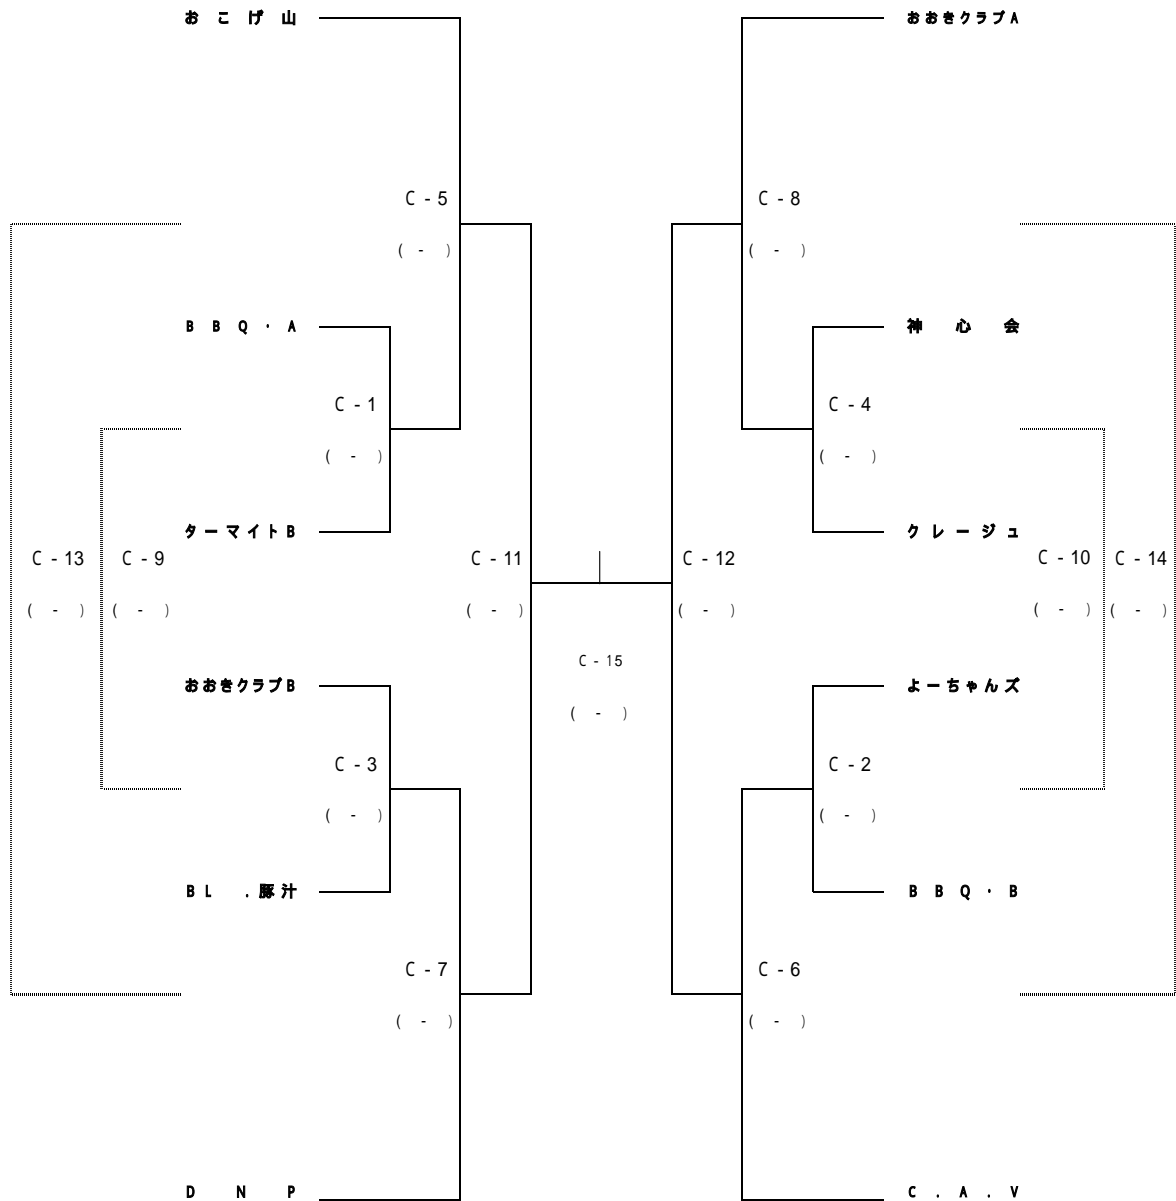 おこげ山 おおきクラブA
C - 5 C - 8
( - ) ( - )
BBQ・A 神心会
C - 1 C - 4
( - ) ( - )
ターマイトB クレージュ
C - 13 C - 9 C - 11 C - 12 C - 10 C - 14
( - ) ( - ) ( - ) ( - ) ( - ) ( - )
C - 15
おおきクラブB よーちゃんズ
( - )
C - 3 C - 2
( - ) ( - )
BL .豚汁 BBQ・B
C - 7 C - 6
( - ) ( - )
DNP C.A.V